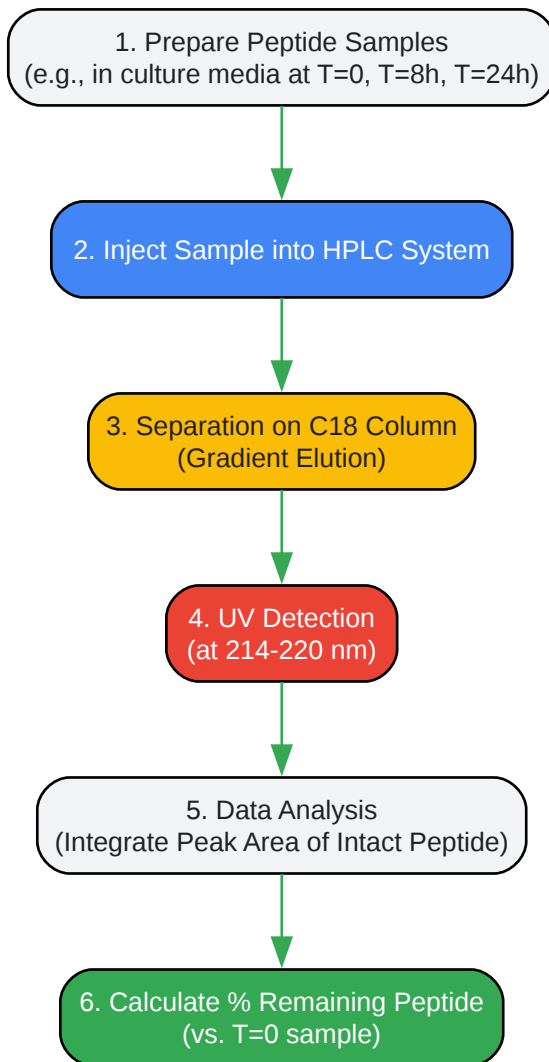 1. Prepare Peptide Samples
(e.g., in culture media at T=0, T=8h, T=24h)
2. Inject Sample into HPLC System
3. Separation on C18 Column
(Gradient Elution)
4. UV Detection
(at 214-220 nm)
5. Data Analysis
(Integrate Peak Area of Intact Peptide)
6. Calculate % Remaining Peptide
(vs. T=0 sample)